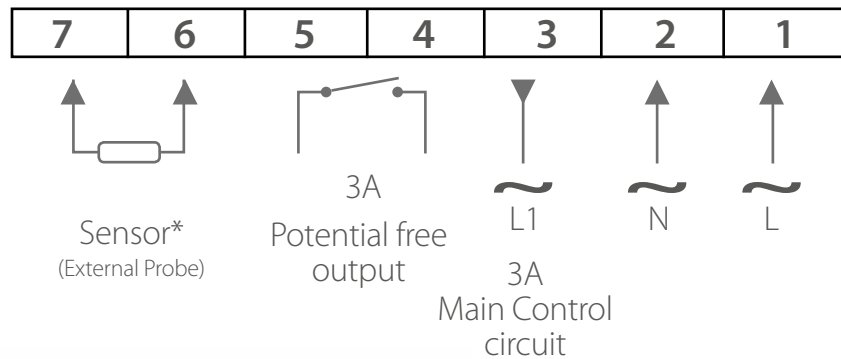 7 6 5 4 3 2 1
Sensor*
(External Probe)
3A
Potential free
output
L1
3A
Main Control
circuit
N
L